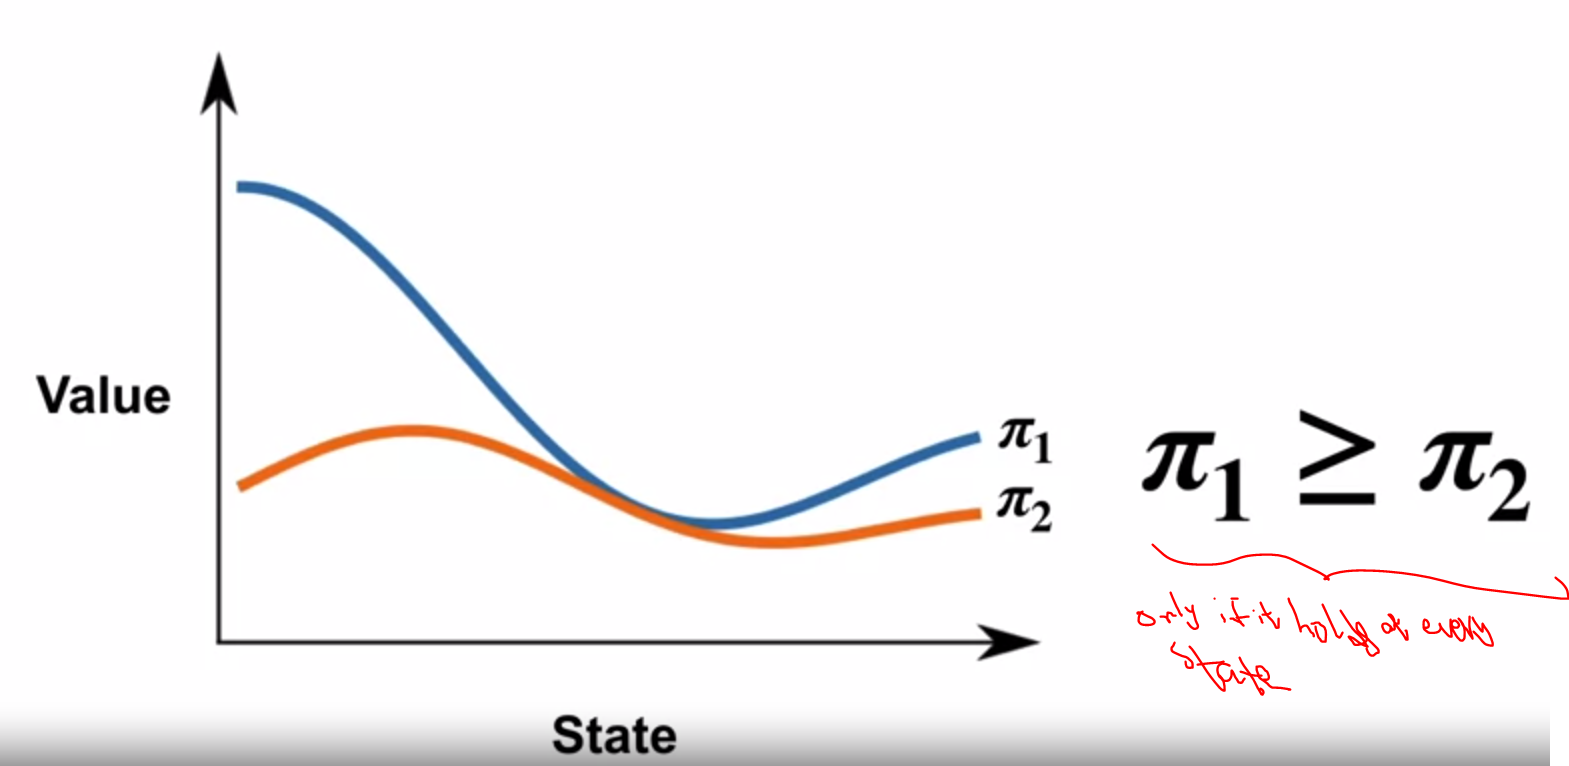 Value
π₁
π₂
π₁ ≥ π₂
only if it holds at every
state
State